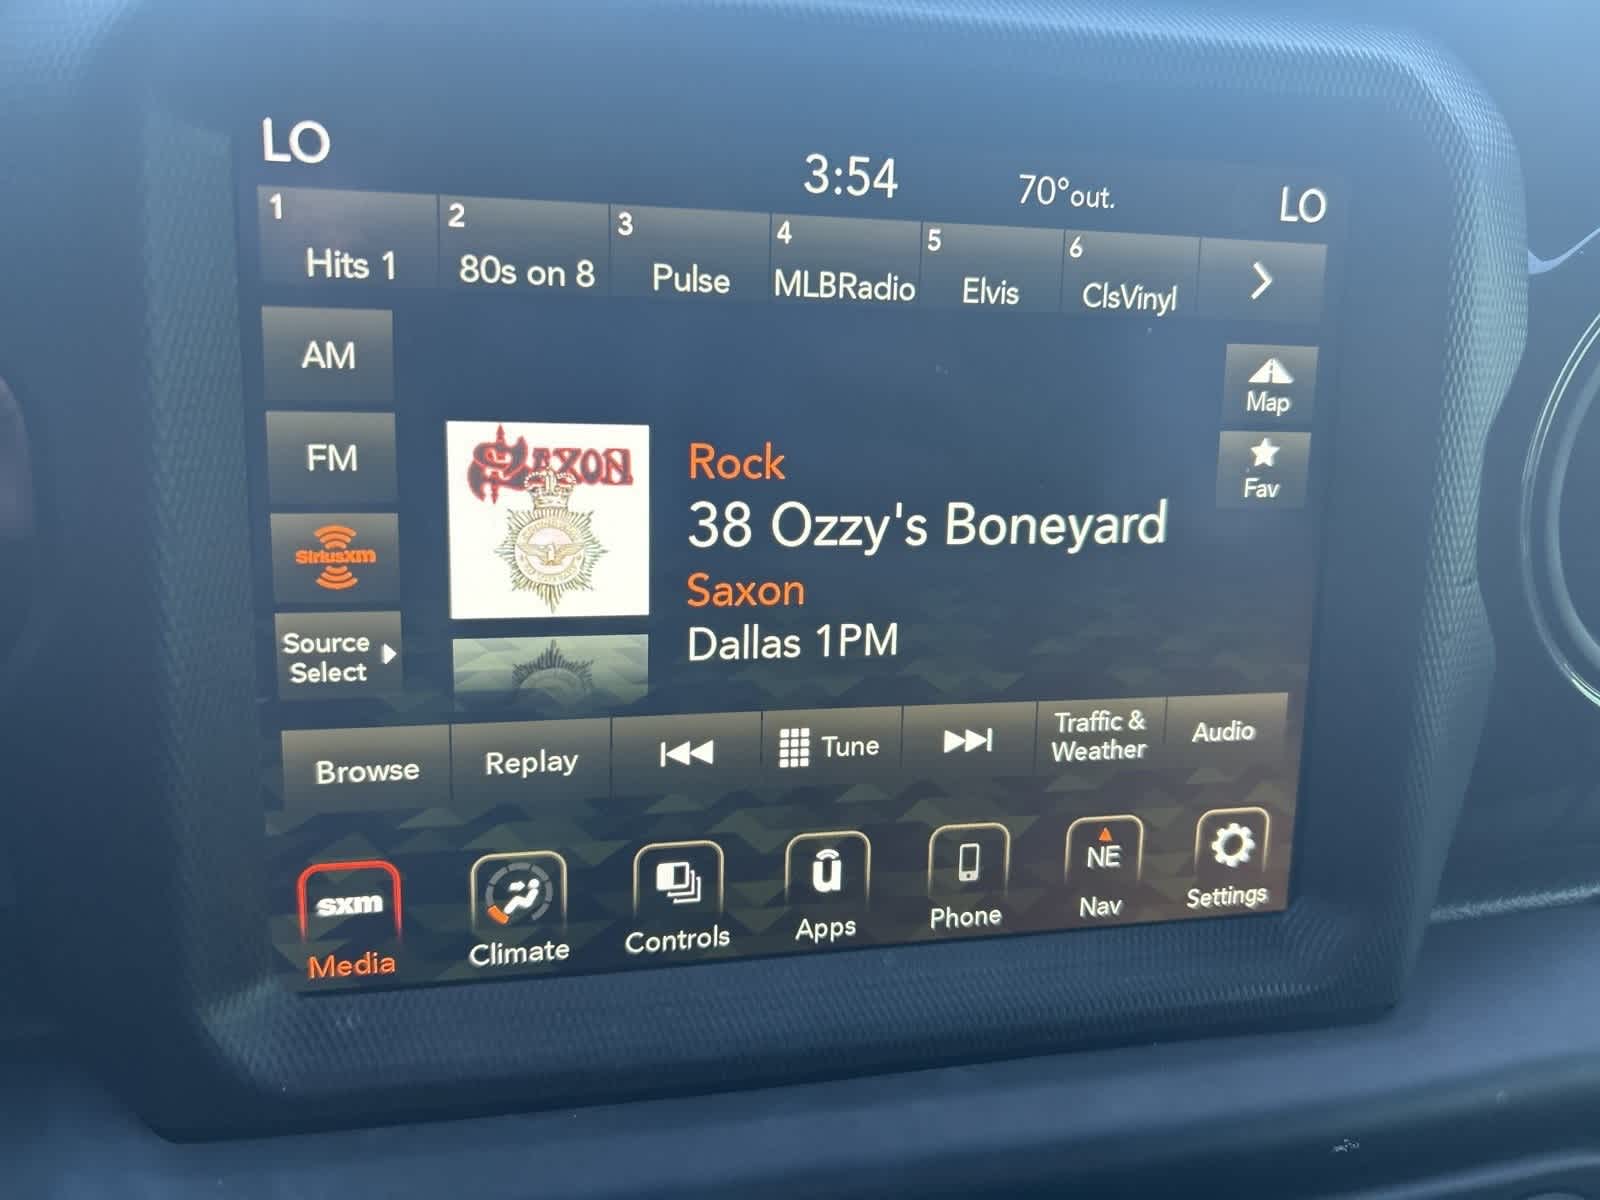 LO
3:54
70°out.
LO
1
Hits 1
2
80s on 8
3
Pulse
4
MLBRadio
5
Elvis
6
ClsVinyl
AM
FM
SiriusXM
Source
Select
SAXON
Rock
38 Ozzy's Boneyard
Saxon
Dallas 1PM
Map
Fav
Browse
Replay
Tune
Traffic &
Weather
Audio
sxm
Media
Climate
Controls
u
Apps
Phone
NE
Nav
Settings